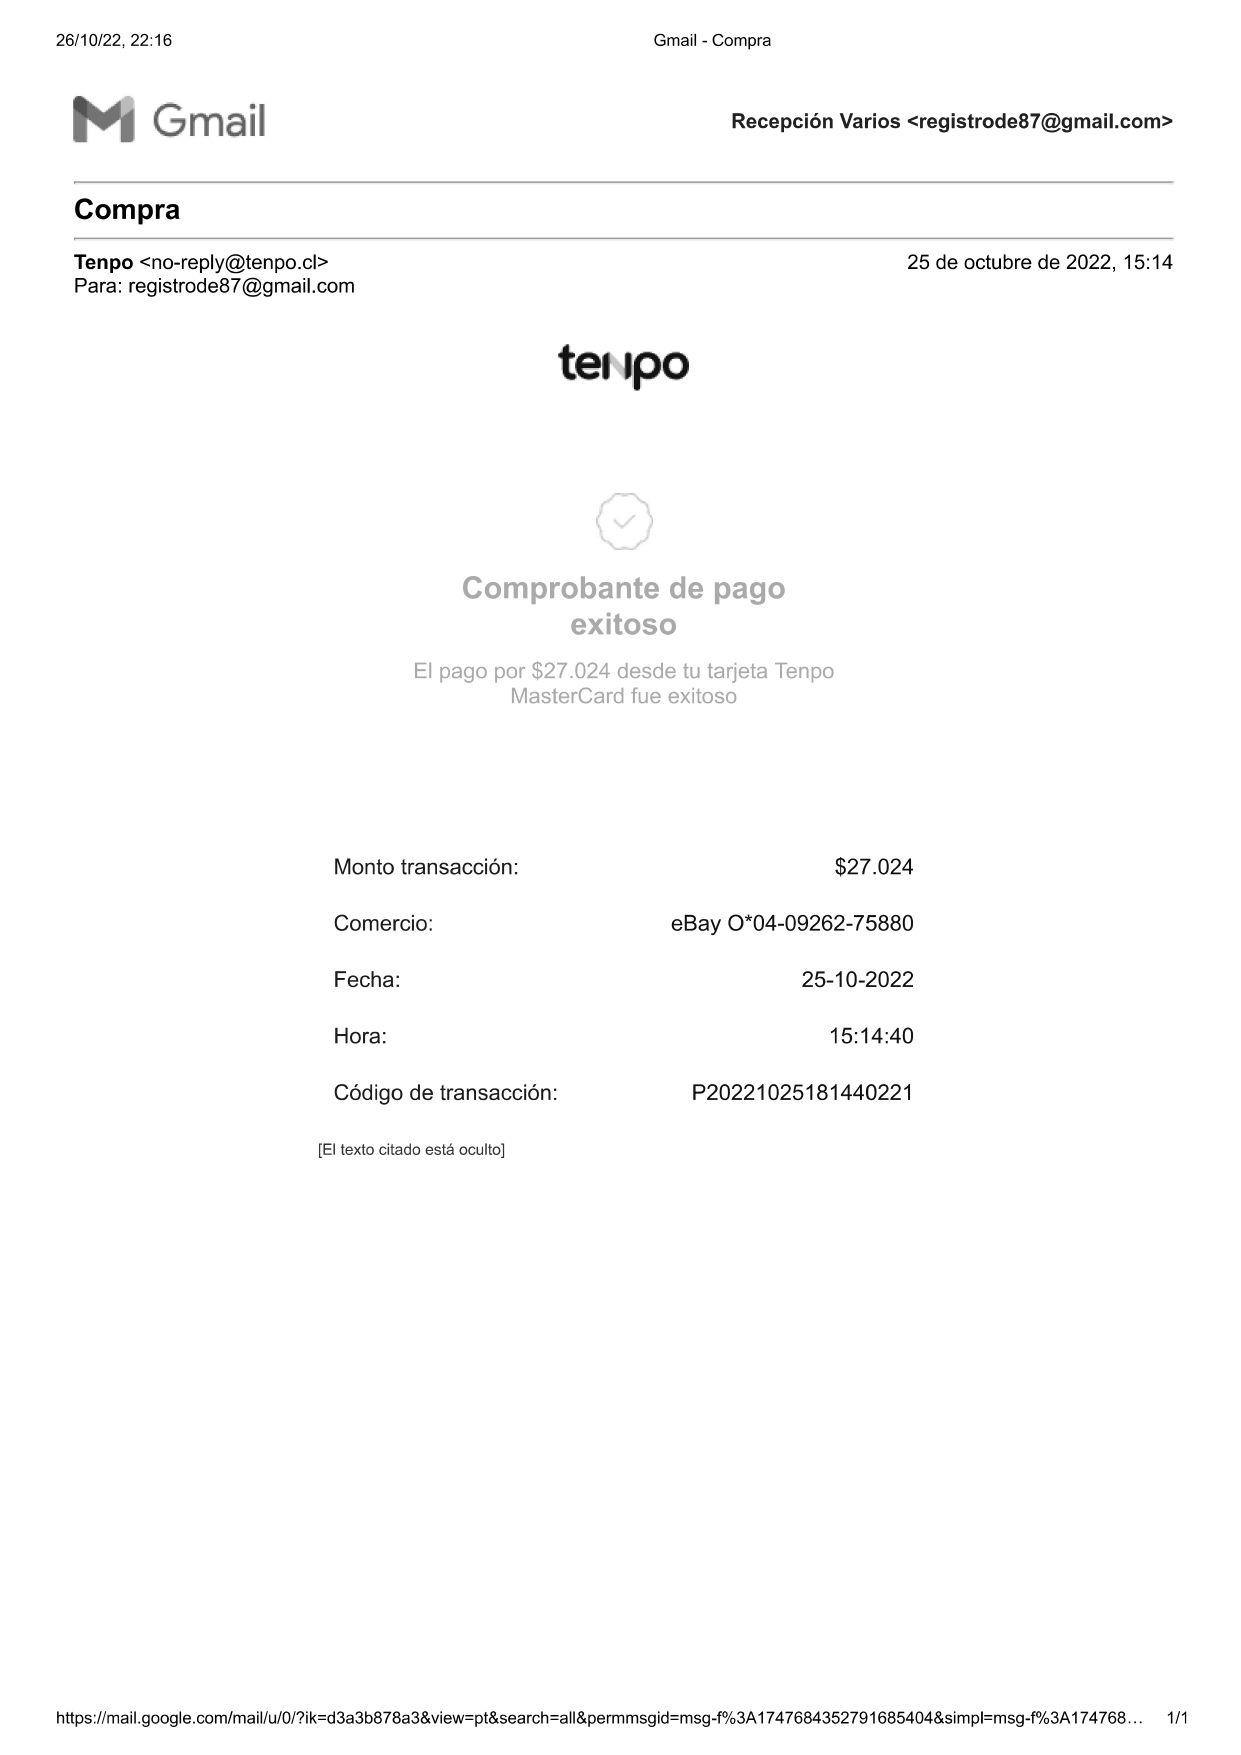 26/10/22, 22:16 Gmail - Compra
Gmail Recepción Varios <registrode87@gmail.com>
Compra
Tenpo <no-reply@tenpo.cl> 25 de octubre de 2022, 15:14
Para: registrode87@gmail.com
tenpo
Comprobante de pago
exitoso
El pago por $27.024 desde tu tarjeta Tenpo
MasterCard fue exitoso
Monto transacción: $27.024
Comercio: eBay O*04-09262-75880
Fecha: 25-10-2022
Hora: 15:14:40
Código de transacción: P20221025181440221
[El texto citado está oculto]
https://mail.google.com/mail/u/0/?ik=d3a3b878a3&view=pt&search=all&permmsgid=msg-f%3A1747684352791685404&simpl=msg-f%3A174768… 1/1